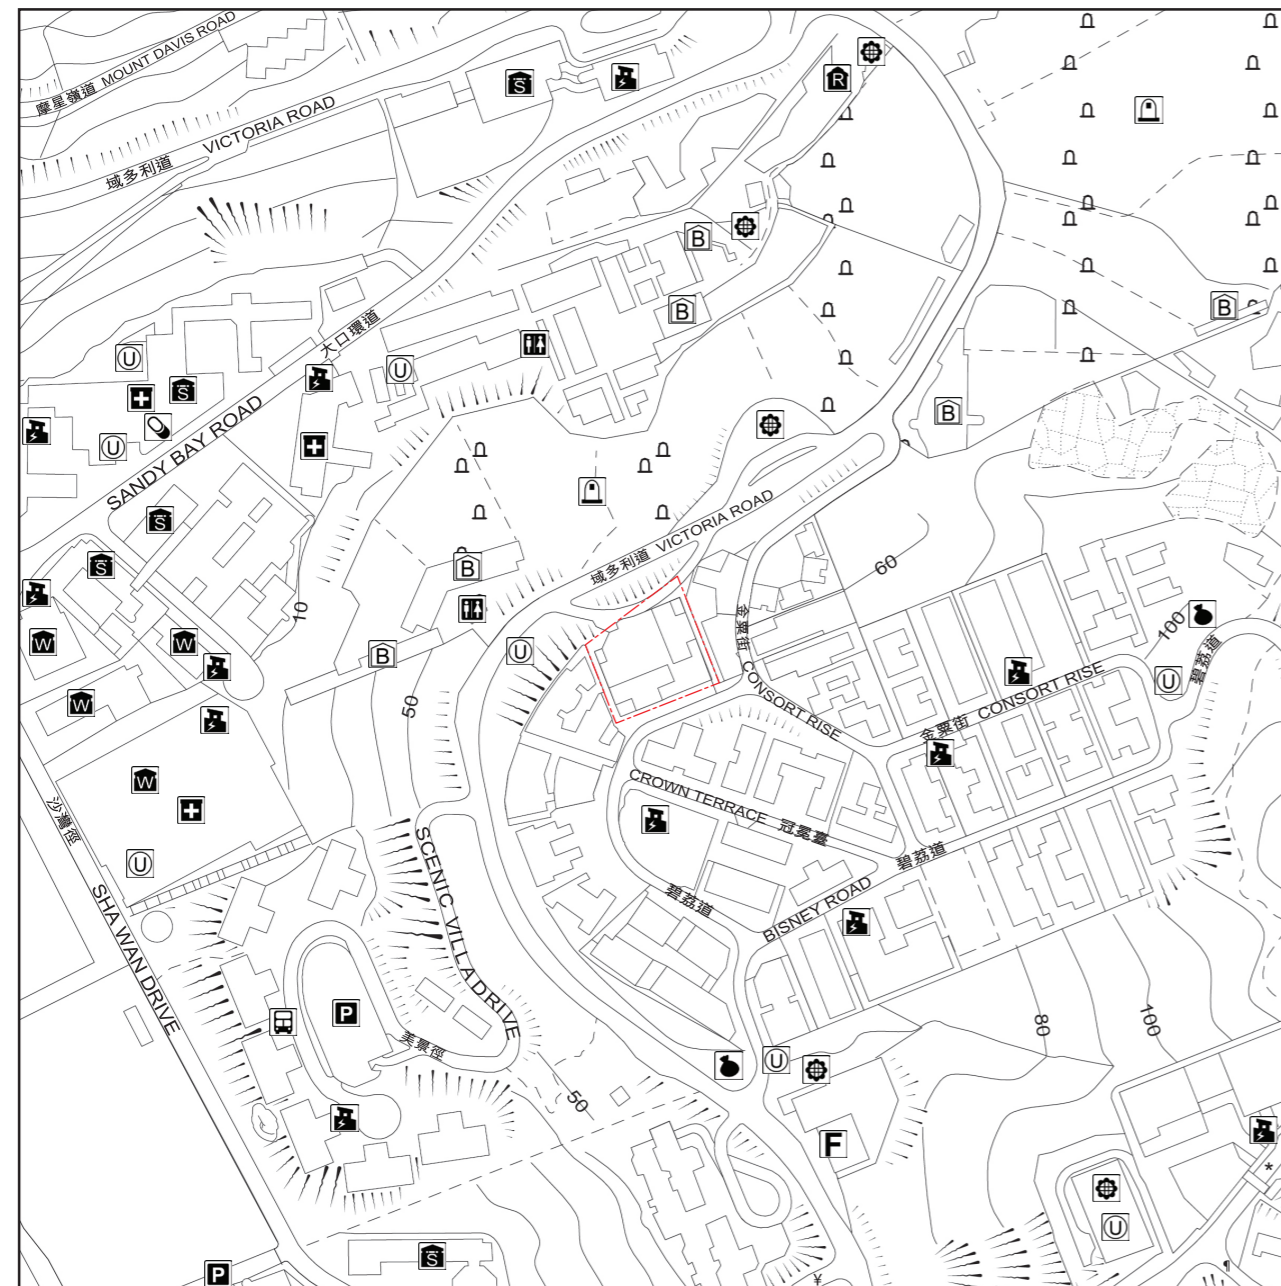 摩星嶺道 MOUNT DAVIS ROAD
域多利道 VICTORIA ROAD
S
R
B
B
B
大口環道
SANDY BAY ROAD
U
U
S
U
S
S
B
域多利道 VICTORIA ROAD
60
B
10
W
W
W
B
U
50
金粟街 CONSORT RISE
金粟街 CONSORT RISE
100
碧荔道
U
CROWN TERRACE 冠冕臺
碧荔道
碧荔道
BISNEY ROAD
W
U
沙灣徑
SHA WAN DRIVE
SCENIC VILLA DRIVE
美景徑
P
80
100
50
U
F
U
P
S